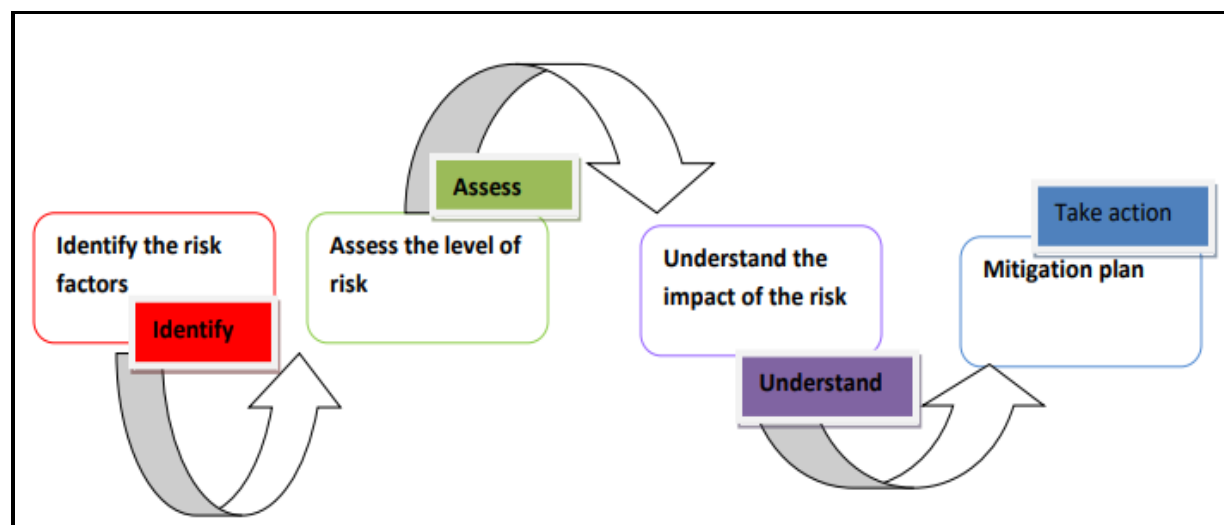 Identify the risk
factors
Identify
Assess
Assess the level of
risk
Understand the
impact of the risk
Understand
Take action
Mitigation plan